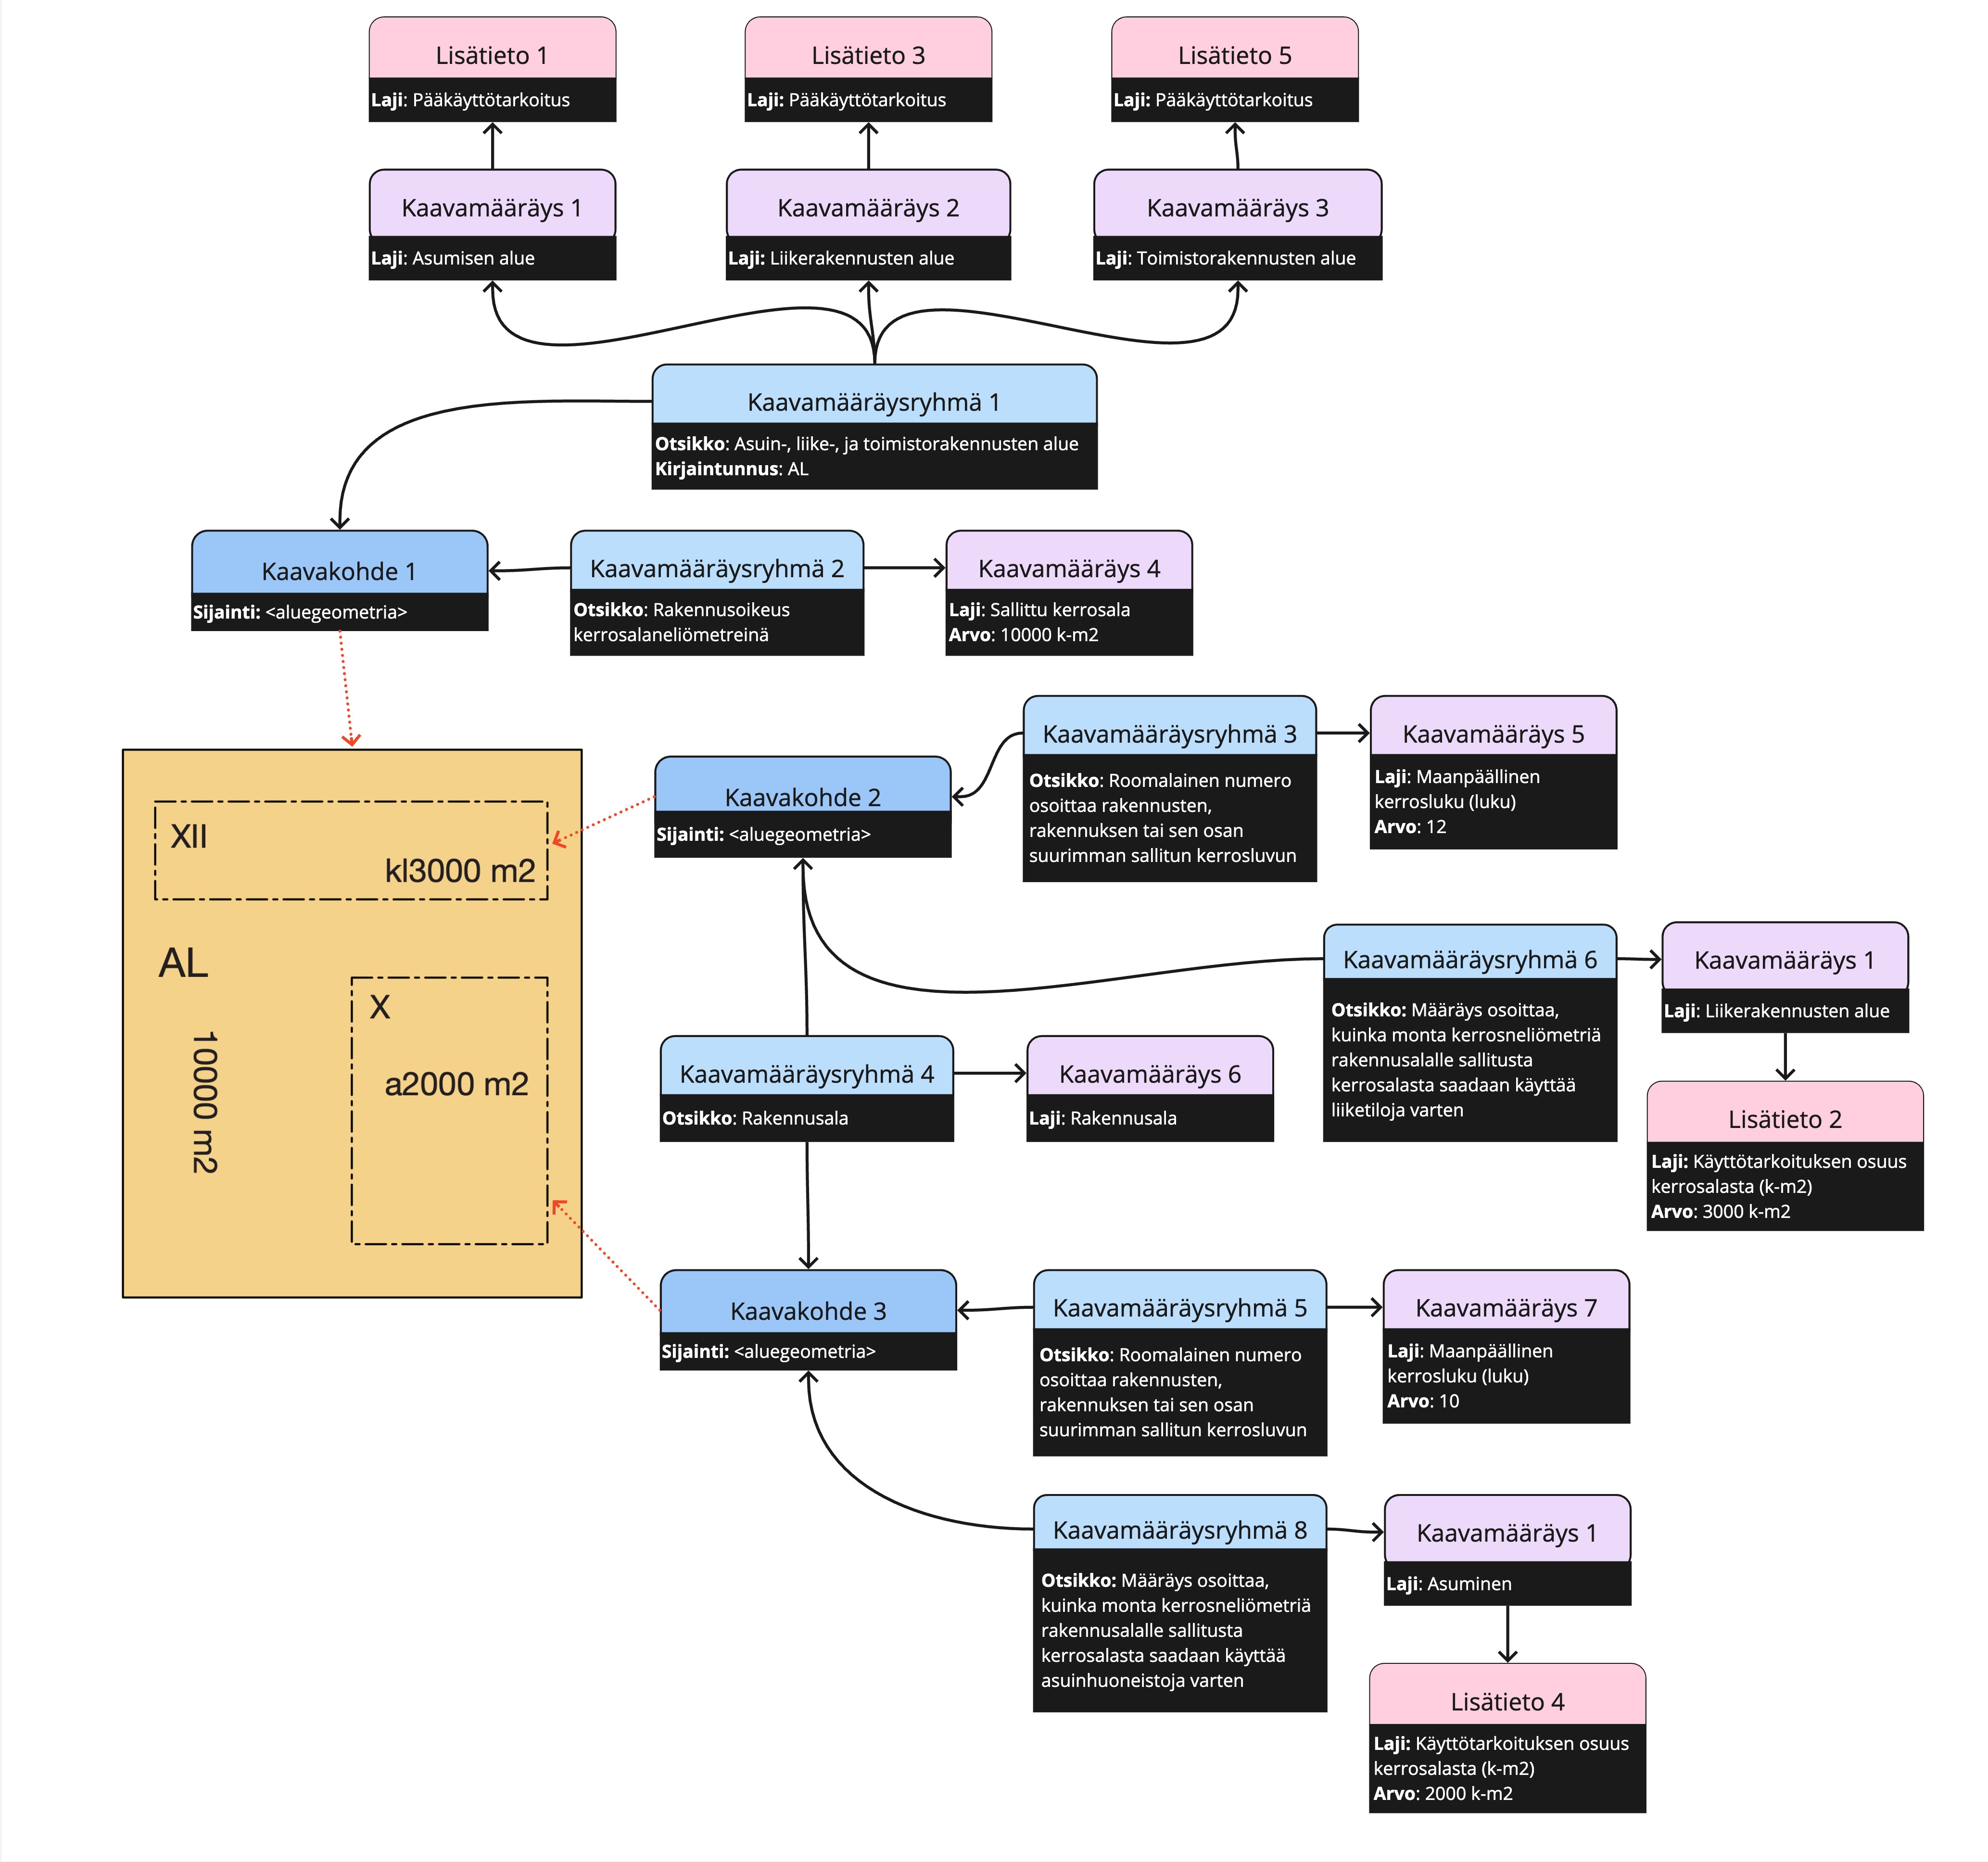 Lisätieto 1
Laji: Pääkäyttötarkoitus
Lisätieto 3
Laji: Pääkäyttötarkoitus
Lisätieto 5
Laji: Pääkäyttötarkoitus
Kaavamääräys 1
Laji: Asumisen alue
Kaavamääräys 2
Laji: Liikerakennusten alue
Kaavamääräys 3
Laji: Toimistorakennusten alue
Kaavamääräysryhmä 1
Otsikko: Asuin-, liike-, ja toimistorakennusten alue
Kirjaintunnus: AL
Kaavakohde 1
Sijainti: <aluegeometria>
Kaavamääräysryhmä 2
Otsikko: Rakennusoikeus
kerrosalaneliömetreinä
Kaavamääräys 4
Laji: Sallittu kerrosala
Arvo: 10000 k-m2
XII
kl3000 m2
AL
10000 m2
X
a2000 m2
Kaavakohde 2
Sijainti: <aluegeometria>
Kaavamääräysryhmä 3
Otsikko: Roomalainen numero
osoittaa rakennusten,
rakennuksen tai sen osan
suurimman sallitun kerrosluvun
Kaavamääräys 5
Laji: Maanpäällinen
kerrosluku (luku)
Arvo: 12
Kaavamääräysryhmä 6
Otsikko: Määräys osoittaa,
kuinka monta kerrosneliömetriä
rakennusalalle sallitusta
kerrosalasta saadaan käyttää
liiketiloja varten
Kaavamääräys 1
Laji: Liikerakennusten alue
Lisätieto 2
Laji: Käyttötarkoituksen osuus
kerrosalasta (k-m2)
Arvo: 3000 k-m2
Kaavamääräysryhmä 4
Otsikko: Rakennusala
Kaavamääräys 6
Laji: Rakennusala
Kaavakohde 3
Sijainti: <aluegeometria>
Kaavamääräysryhmä 5
Otsikko: Roomalainen numero
osoittaa rakennusten,
rakennuksen tai sen osan
suurimman sallitun kerrosluvun
Kaavamääräys 7
Laji: Maanpäällinen
kerrosluku (luku)
Arvo: 10
Kaavamääräysryhmä 8
Otsikko: Määräys osoittaa,
kuinka monta kerrosneliömetriä
rakennusalalle sallitusta
kerrosalasta saadaan käyttää
asuinhuoneistoja varten
Kaavamääräys 1
Laji: Asuminen
Lisätieto 4
Laji: Käyttötarkoituksen osuus
kerrosalasta (k-m2)
Arvo: 2000 k-m2